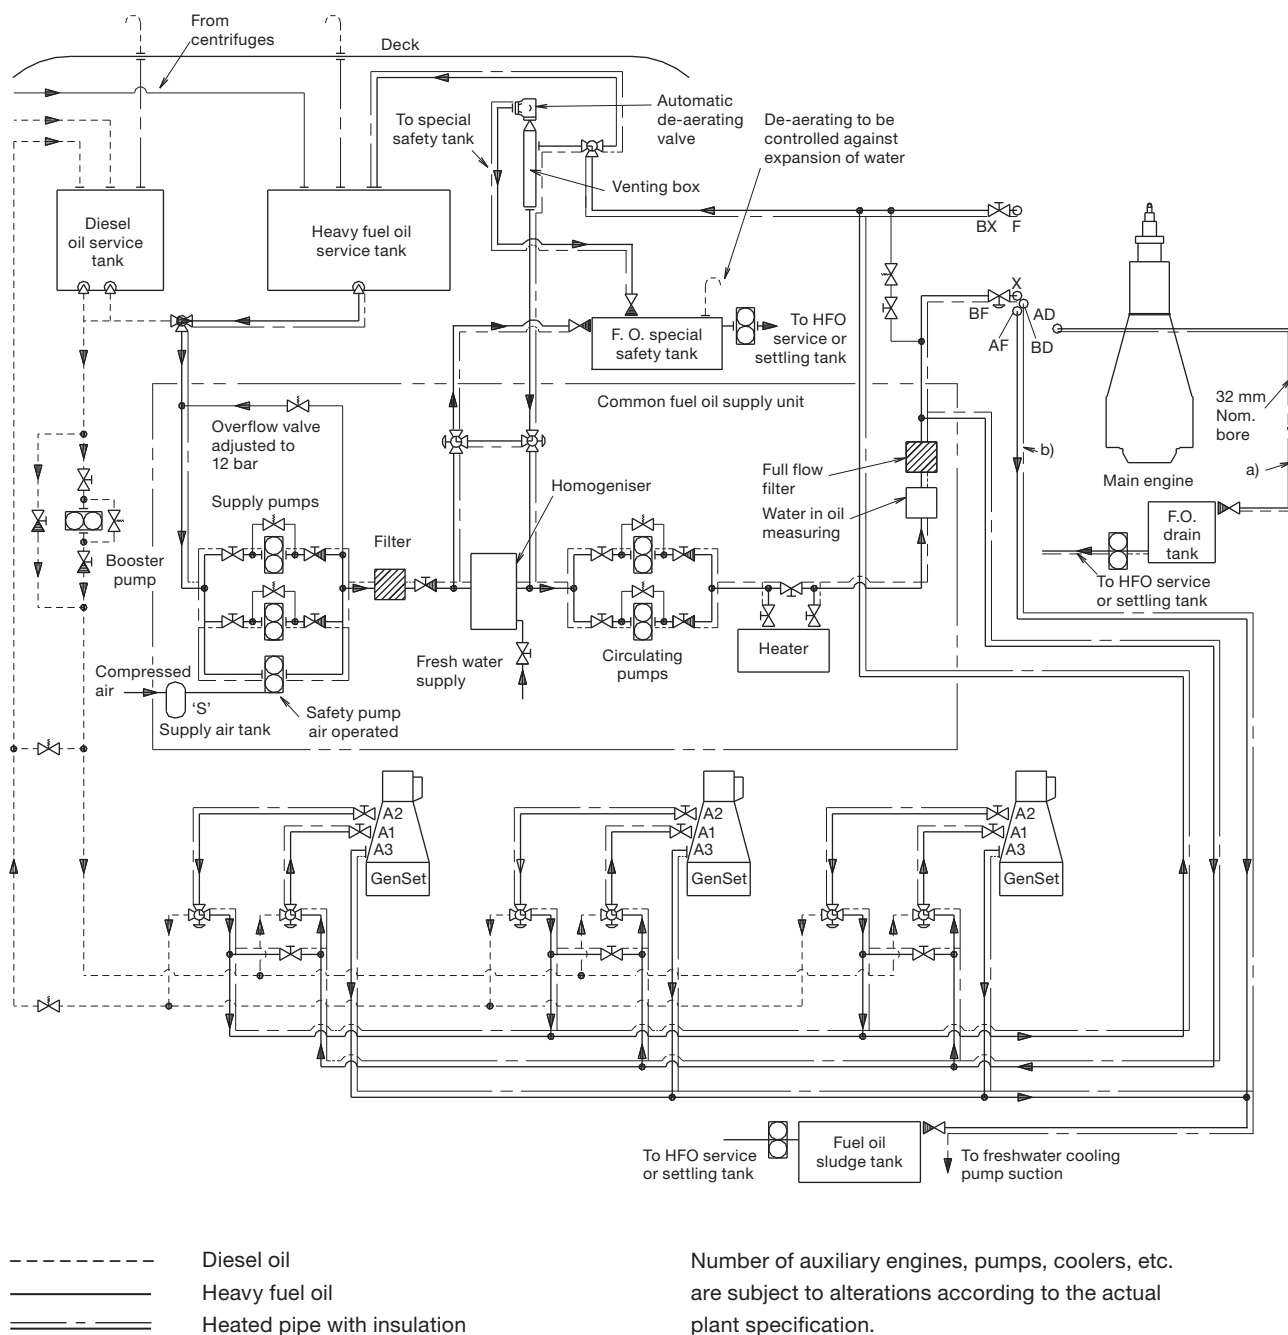 From
centrifuges
Deck
To special
safety tank
Automatic
de-aerating
valve
De-aerating to be
controlled against
expansion of water
Venting box
Diesel
oil service
tank
Heavy fuel oil
service tank
BX F
X
BF
AD
AF
BD
F. O. special
safety tank
To HFO
service or
settling tank
Common fuel oil supply unit
32 mm
Nom.
bore
a)
b)
Main engine
Overflow valve
adjusted to
12 bar
Full flow
filter
Water in oil
measuring
Homogeniser
Supply pumps
Filter
Booster
pump
F.O.
drain
tank
To HFO service
or settling tank
Fresh water
supply
Circulating
pumps
Heater
Compressed
air
'S'
Supply air tank
Safety pump
air operated
A2
A1
A3
GenSet
A2
A1
A3
GenSet
A2
A1
A3
GenSet
To HFO service
or settling tank
Fuel oil
sludge tank
To freshwater cooling
pump suction
Diesel oil
Heavy fuel oil
Heated pipe with insulation
Number of auxiliary engines, pumps, coolers, etc.
are subject to alterations according to the actual
plant specification.